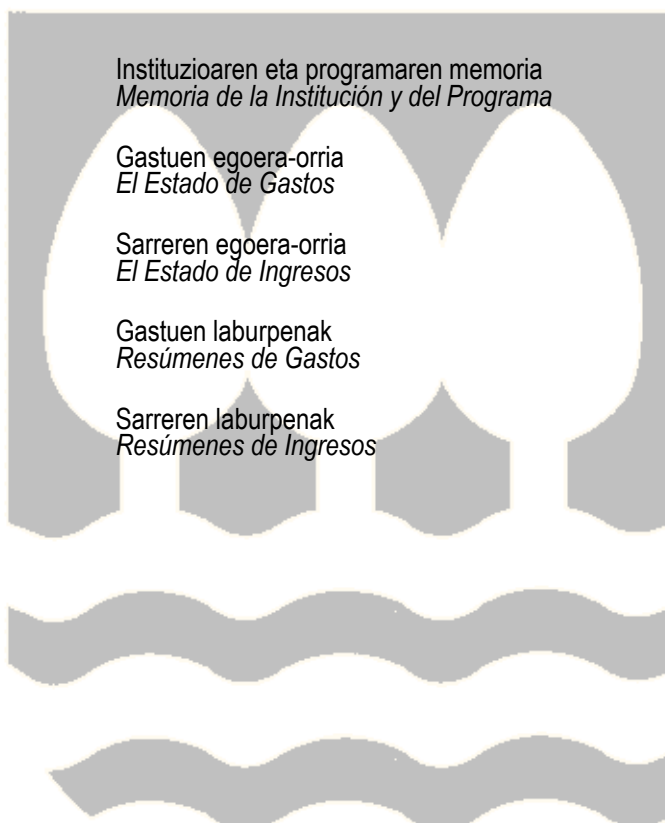 Instituzioaren eta programaren memoria
Memoria de la Institución y del Programa
Gastuen egoera-orria
El Estado de Gastos
Sarreren egoera-orria
El Estado de Ingresos
Gastuen laburpenak
Resúmenes de Gastos
Sarreren laburpenak
Resúmenes de Ingresos